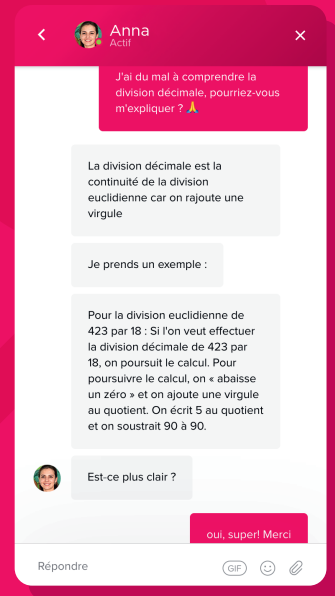 Anna
Actif
J'ai du mal à comprendre la
division décimale, pourriez-vous
m'expliquer ? 🙏
La division décimale est la
continuité de la division
euclidienne car on rajoute une
virgule
Je prends un exemple :
Pour la division euclidienne de
423 par 18 : Si l'on veut effectuer
la division décimale de 423 par
18, on poursuit le calcul. Pour
poursuivre le calcul, on « abaisse
un zéro » et on ajoute une virgule
au quotient. On écrit 5 au quotient
et on soustrait 90 à 90.
Est-ce plus clair ?
oui, super! Merci
Répondre
GIF